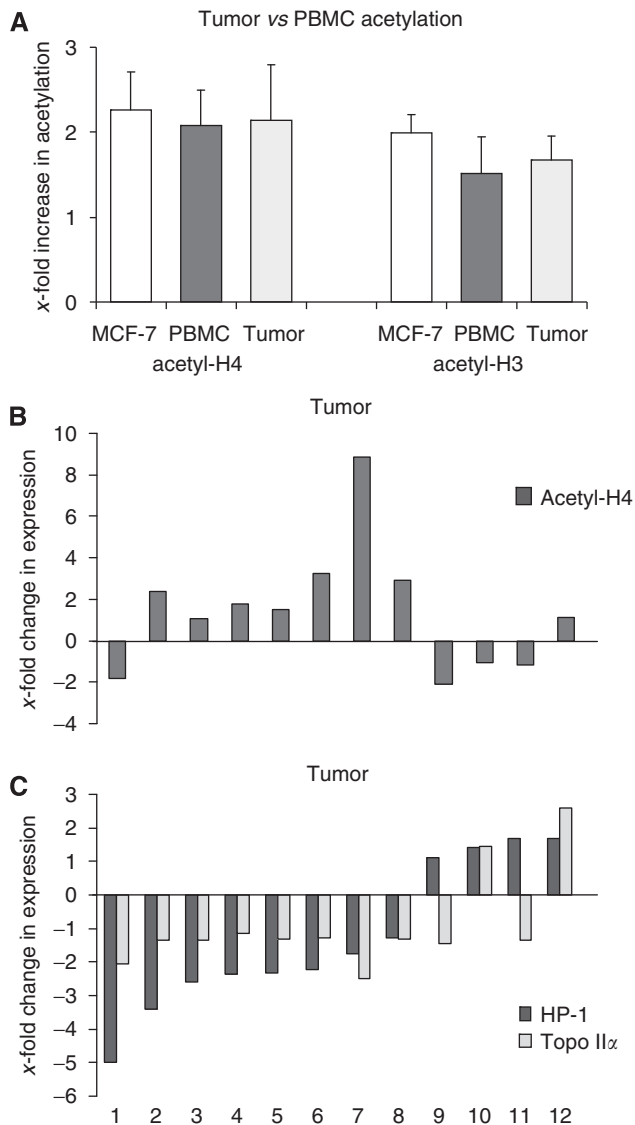 A
Tumor vs PBMC acetylation
x-fold increase in acetylation
3
2
1
0
MCF-7 PBMC Tumor MCF-7 PBMC Tumor
acetyl-H4 acetyl-H3
B
Tumor
x-fold change in expression
10
8
6
4
2
0
–2
–4
Acetyl-H4
C
Tumor
x-fold change in expression
3
2
1
0
–1
–2
–3
–4
–5
–6
HP-1
Topo IIα
1 2 3 4 5 6 7 8 9 10 11 12